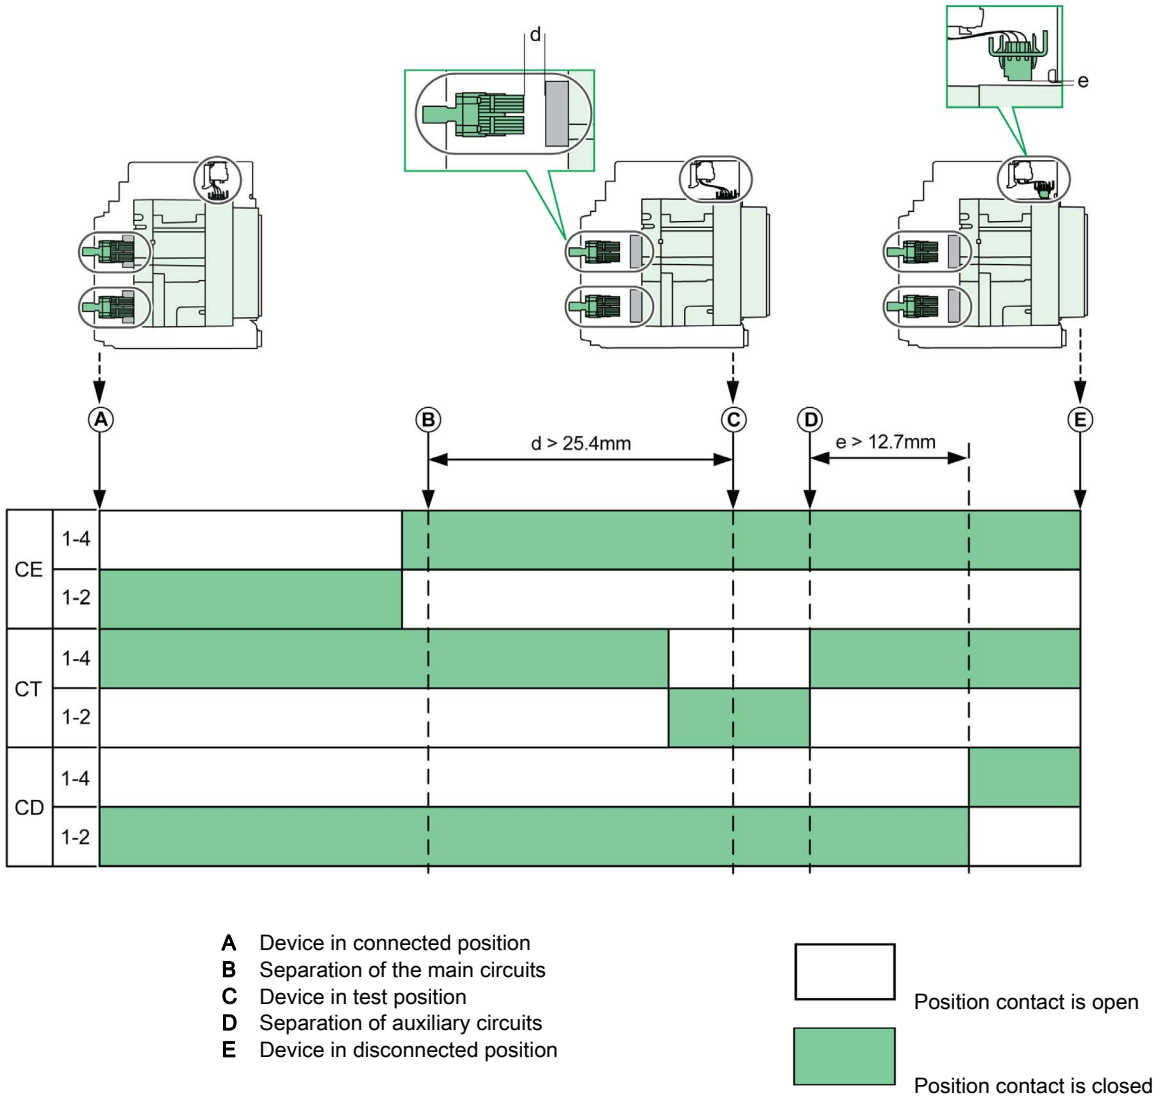 d
e
A
B
C
D
E
d > 25.4mm
e > 12.7mm
CE
1-4
1-2
CT
1-4
1-2
CD
1-4
1-2
A Device in connected position
B Separation of the main circuits
C Device in test position
D Separation of auxiliary circuits
E Device in disconnected position
Position contact is open
Position contact is closed